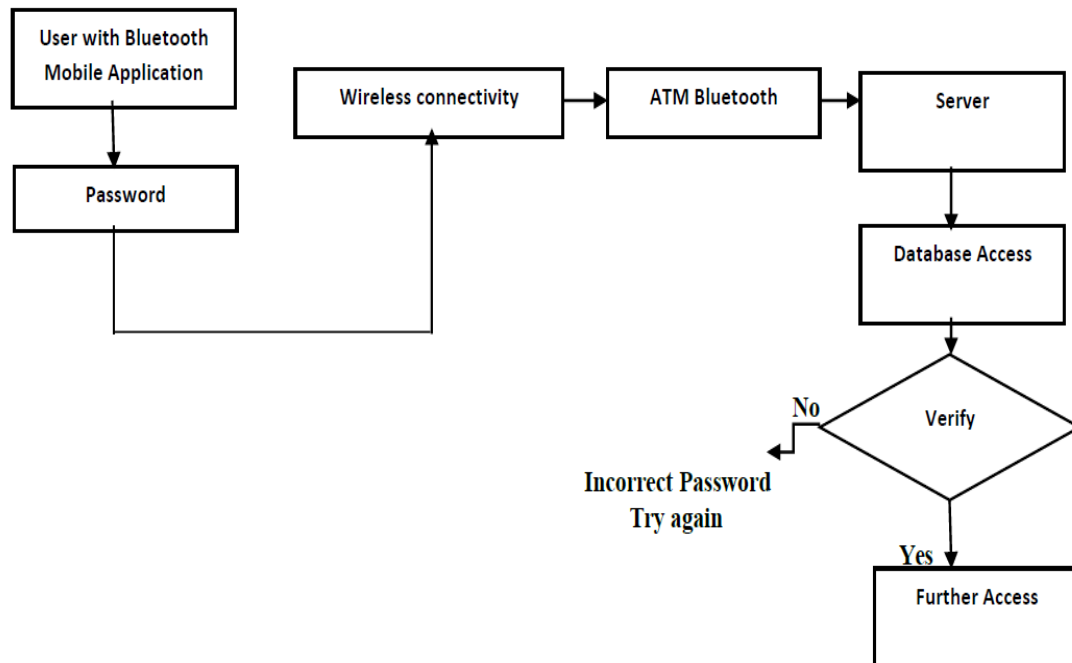 User with Bluetooth
Mobile Application
Password
Wireless connectivity
ATM Bluetooth
Server
Database Access
Verify
No
Incorrect Password
Try again
Yes
Further Access